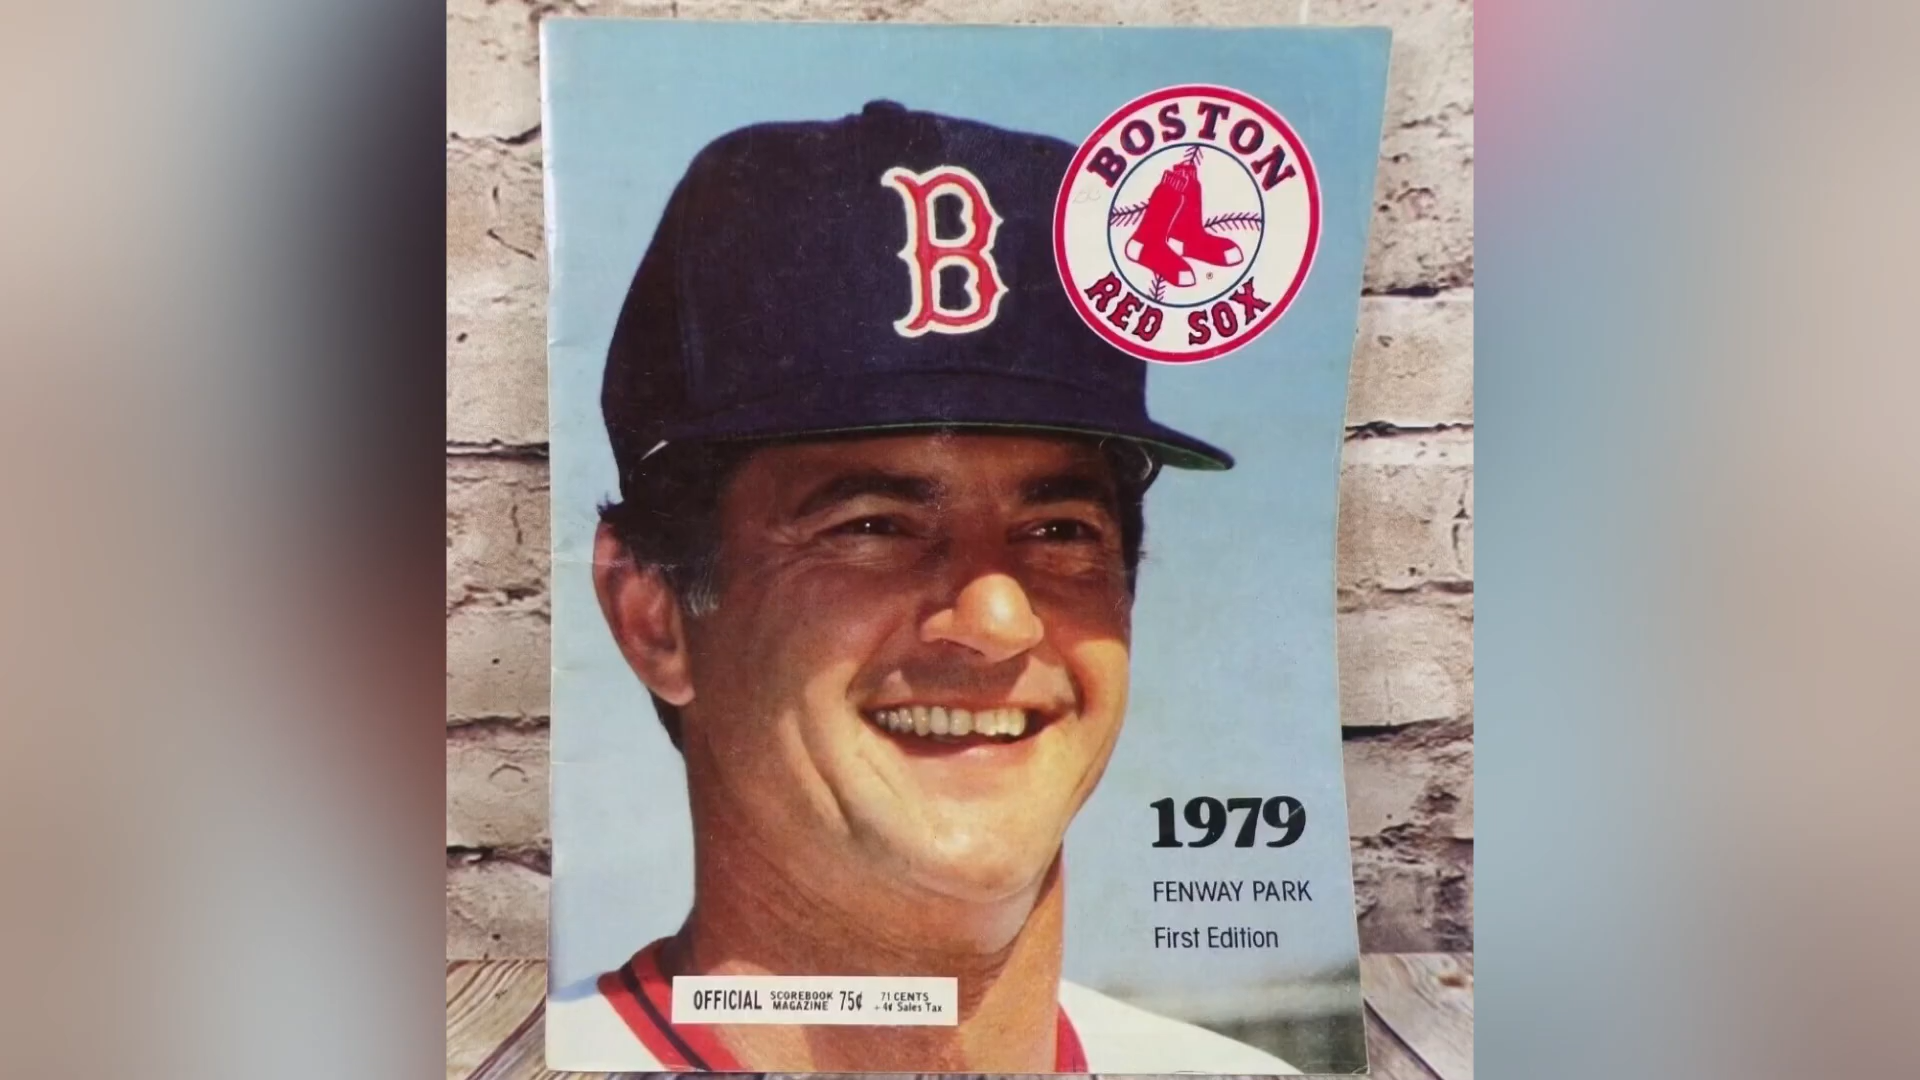 B
BOSTON
RED SOX
®
1979
FENWAY PARK
First Edition
OFFICIAL SCOREBOOK MAGAZINE 75¢ 71 CENTS + 4¢ Sales Tax